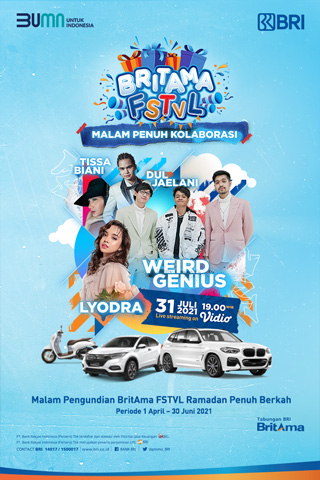 BUMN UNTUK INDONESIA
BRI
BRITAMA
FSTVL
MALAM PENUH KOLABORASI
TISSA BIANI
DUL JAELANI
WEIRD GENIUS
LYODRA
31 JULI 2021 19.00 WIB
Live streaming on Vidio
Malam Pengundian BritAma FSTVL Ramadan Penuh Berkah
Periode 1 April – 30 Juni 2021
Tabungan BRI
BritAma
CONTACT BRI 14017 / 1500017
www.bri.co.id
BANK BRI